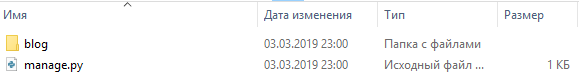 Имя Дата изменения Тип Размер
blog 03.03.2019 23:00 Папка с файлами
manage.py 03.03.2019 23:00 Исходный файл ... 1 КБ